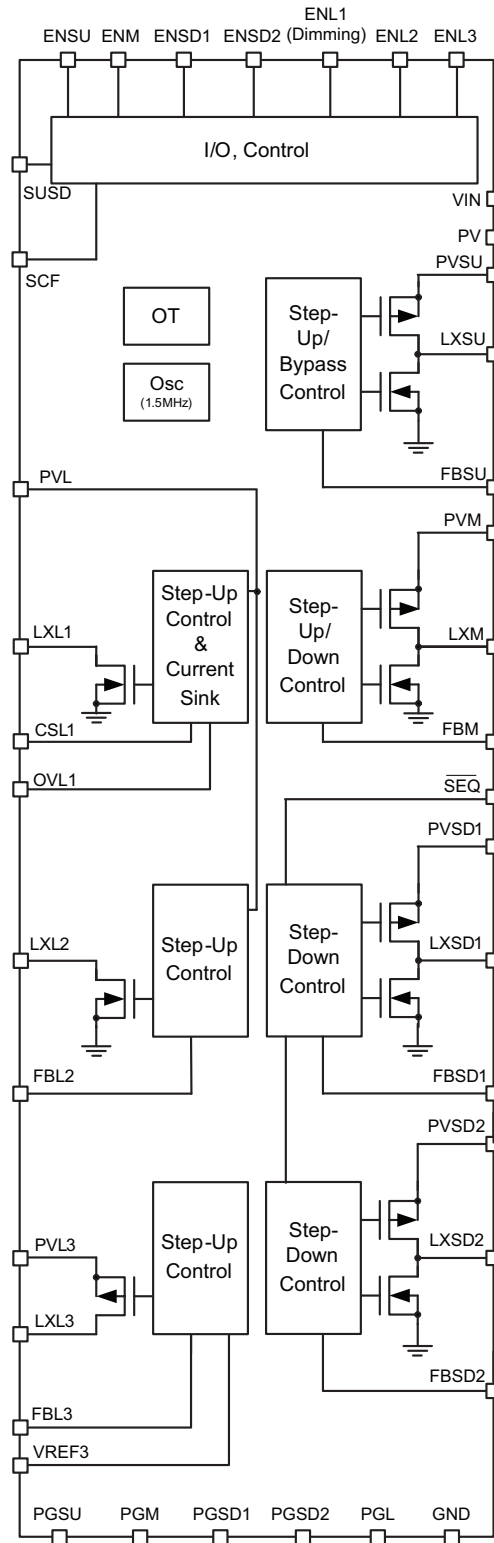 ENSU ENM ENSD1 ENSD2 ENL1 (Dimming) ENL2 ENL3
I/O, Control
SUSD
VIN
SCF
PV
PVSU
OT
Step-
Up/
Bypass
Control
LXSU
Osc
(1.5MHz)
PVL
FBSU
PVM
Step-Up
Control
&
Current
Sink
Step-
Up/
Down
Control
LXL1
LXM
CSL1
FBM
OVL1
SEQ
PVSD1
Step-Up
Control
Step-
Down
Control
LXL2
LXSD1
FBL2
FBSD1
PVSD2
Step-Up
Control
Step-
Down
Control
PVL3
LXSD2
LXL3
FBSD2
FBL3
VREF3
PGSU PGM PGSD1 PGSD2 PGL GND